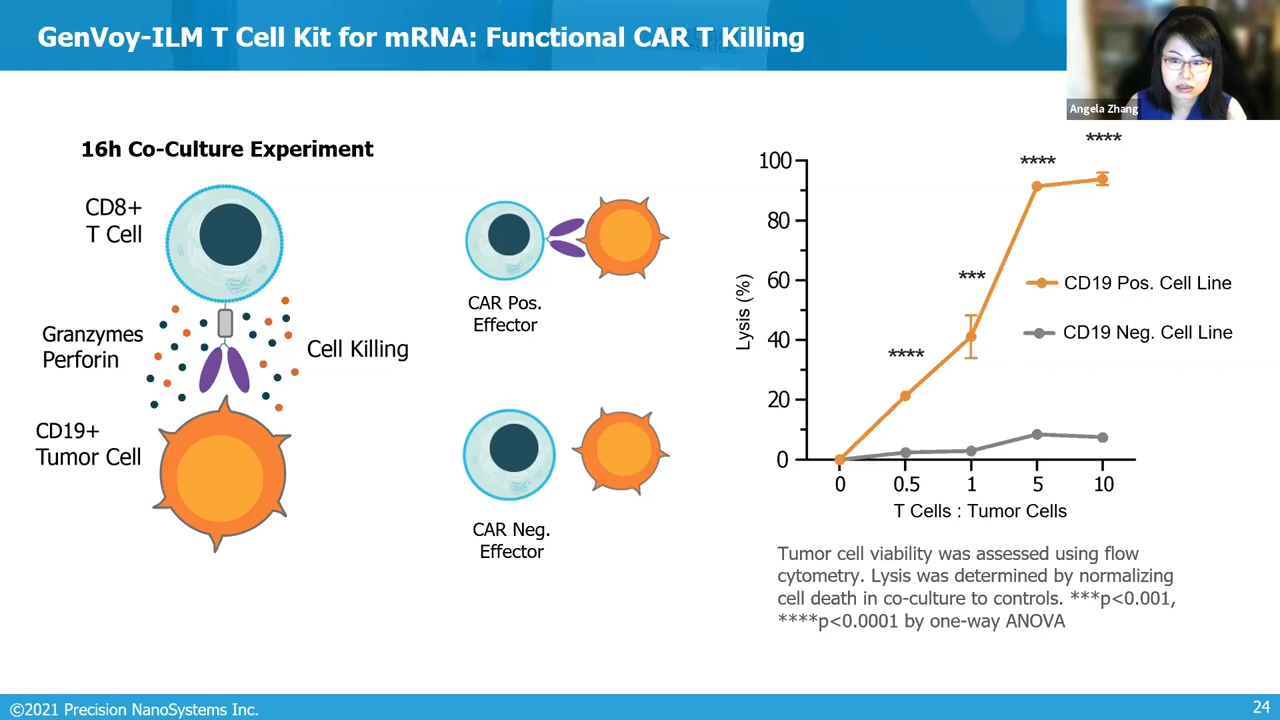 GenVoy-ILM T Cell Kit for mRNA: Functional CAR T Killing
Angela Zhang
16h Co-Culture Experiment
CD8+
T Cell
Granzymes
Perforin
Cell Killing
CD19+
Tumor Cell
CAR Pos.
Effector
CAR Neg.
Effector
****
****
***
****
100
80
60
40
20
0
Lysis (%)
CD19 Pos. Cell Line
CD19 Neg. Cell Line
0 0.5 1 5 10
T Cells : Tumor Cells
Tumor cell viability was assessed using flow
cytometry. Lysis was determined by normalizing
cell death in co-culture to controls. ***p<0.001,
****p<0.0001 by one-way ANOVA
©2021 Precision NanoSystems Inc.
24